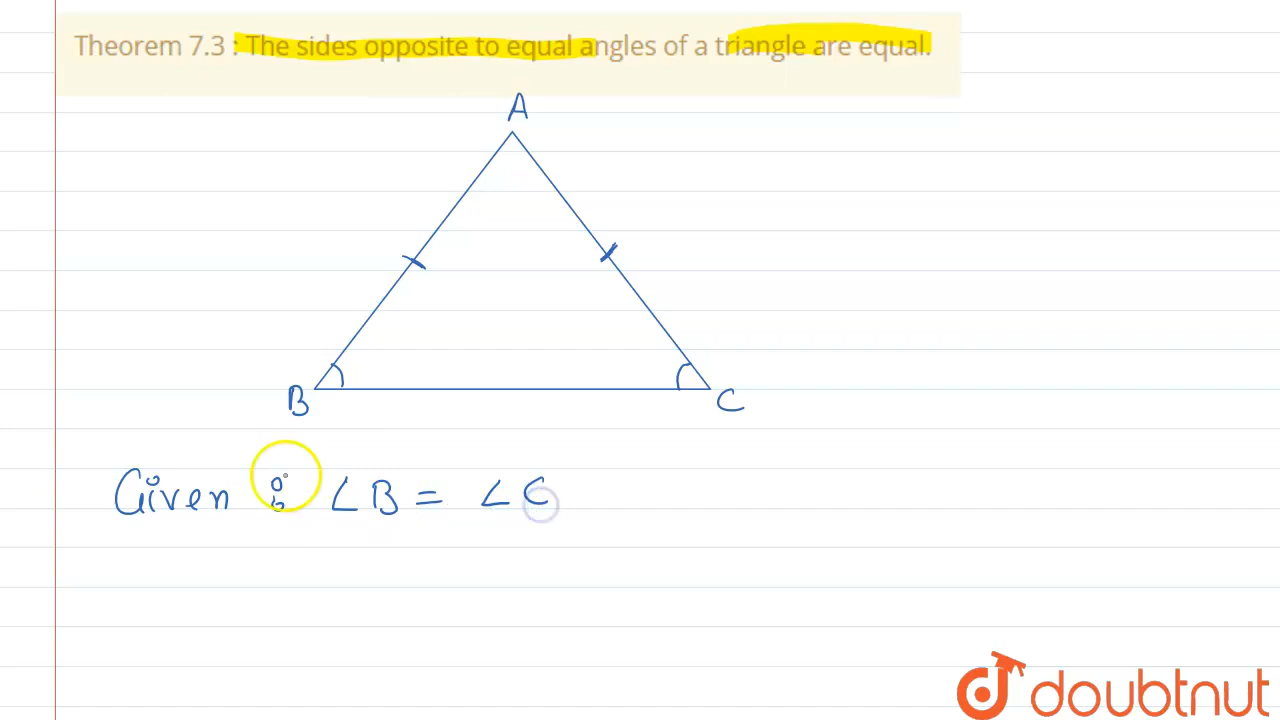 Theorem 7.3 : The sides opposite to equal angles of a triangle are equal.
A
B
C
Given : ∠B = ∠C
doubtnut